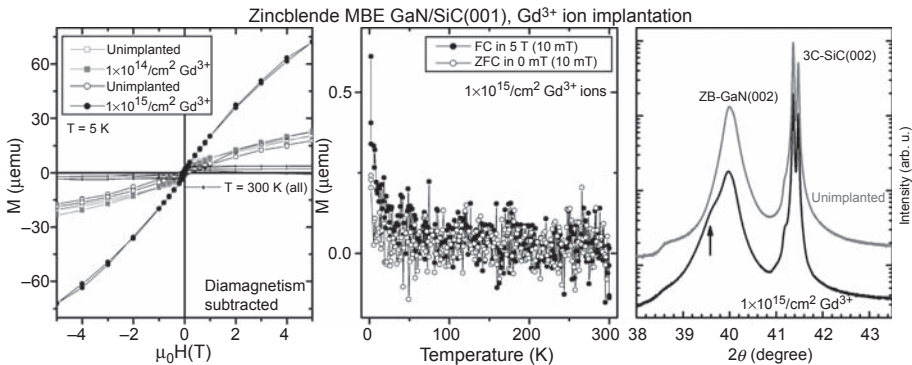 Zincblende MBE GaN/SiC(001), Gd³⁺ ion implantation
Unimplanted
1×10¹⁴/cm² Gd³⁺
Unimplanted
1×10¹⁵/cm² Gd³⁺
T = 5 K
T = 300 K (all)
Diamagnetism
subtracted
M (μemu)
60
30
0
−30
−60
−4
−2
0
2
4
μ₀H(T)
FC in 5 T (10 mT)
ZFC in 0 mT (10 mT)
1×10¹⁵/cm² Gd³⁺ ions
M (μemu)
0.5
0.0
0
100
200
300
Temperature (K)
3C-SiC(002)
ZB-GaN(002)
Unimplanted
1×10¹⁵/cm² Gd³⁺
Intensity (arb. u.)
38
39
40
41
42
43
2θ (degree)